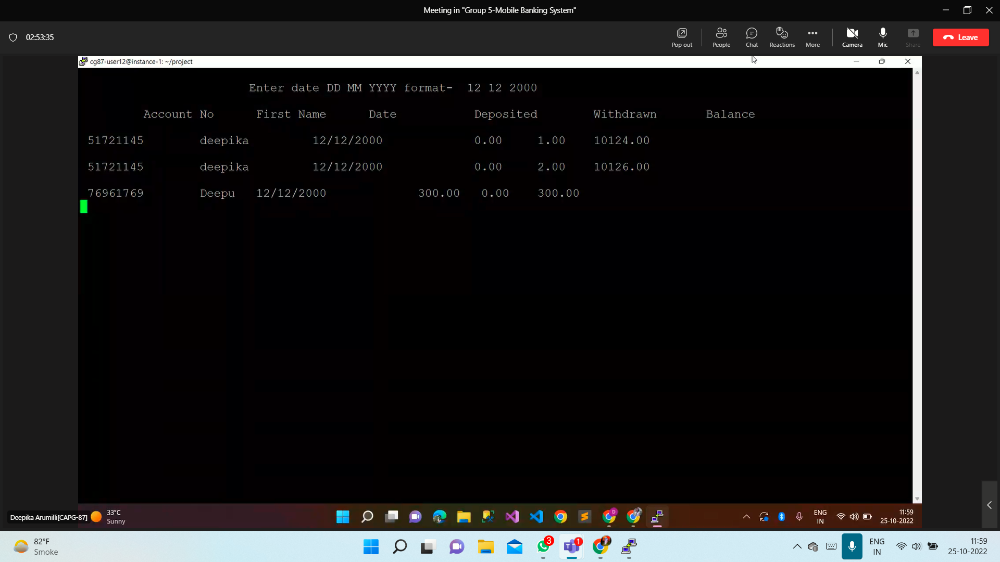 Meeting in "Group 5-Mobile Banking System"
02:53:35
Pop out People Chat Reactions More Camera Mic Share Leave
cg87-user12@instance-1: ~/project
Enter date DD MM YYYY format- 12 12 2000
Account No First Name Date Deposited Withdrawn Balance
51721145 deepika 12/12/2000 0.00 1.00 10124.00
51721145 deepika 12/12/2000 0.00 2.00 10126.00
76961769 Deepu 12/12/2000 300.00 0.00 300.00
Deepika Arumilli[CAPG-87]
33°C
Sunny
D
ENG
IN
11:59
25-10-2022
82°F
Smoke
3
1
ENG
IN
11:59
25-10-2022